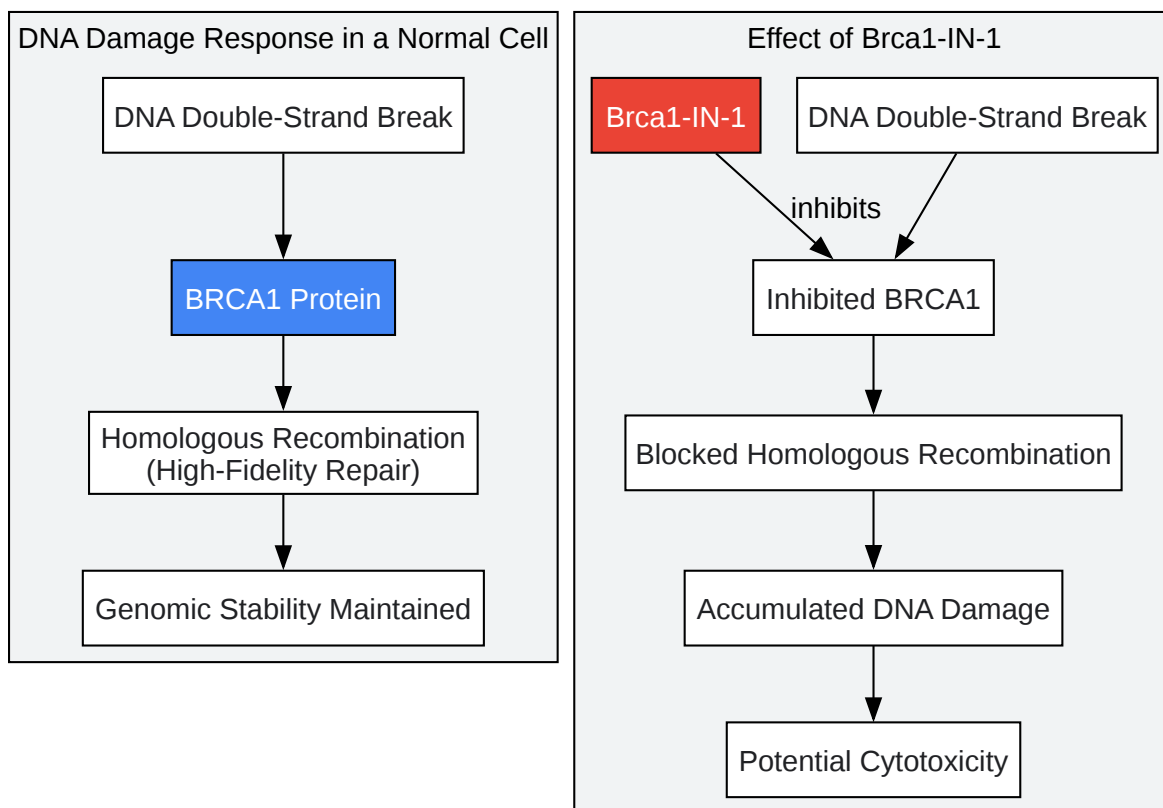 DNA Damage Response in a Normal Cell
DNA Double-Strand Break
BRCA1 Protein
Homologous Recombination
(High-Fidelity Repair)
Genomic Stability Maintained
Effect of Brca1-IN-1
Brca1-IN-1
DNA Double-Strand Break
inhibits
Inhibited BRCA1
Blocked Homologous Recombination
Accumulated DNA Damage
Potential Cytotoxicity